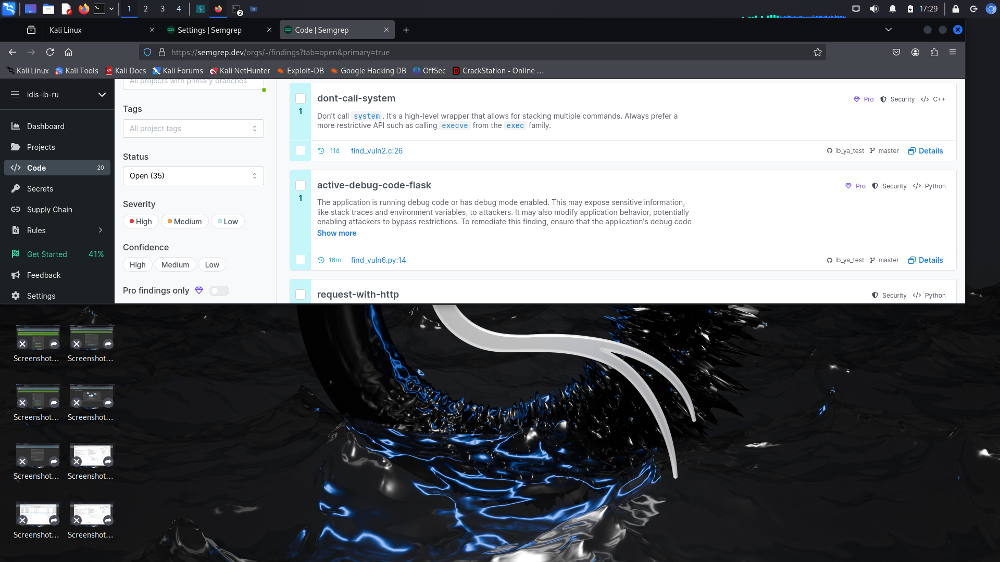 1
2
3
4
2
17:29
Kali Linux
Settings | Semgrep
Code | Semgrep
https://semgrep.dev/orgs/-/findings?tab=open&primary=true
Kali Linux
Kali Tools
Kali Docs
Kali Forums
Kali NetHunter
Exploit-DB
Google Hacking DB
OffSec
CrackStation - Online …
idis-ib-ru
Dashboard
Projects
Code 20
Secrets
Supply Chain
Rules
Get Started 41%
Feedback
Settings
All projects with primary branches
Tags
All project tags
Status
Open (35)
Severity
High
Medium
Low
Confidence
High
Medium
Low
Pro findings only
1
dont-call-system
Pro Security C++
Don't call system . It's a high-level wrapper that allows for stacking multiple commands. Always prefer a
more restrictive API such as calling execve from the exec family.
11d find_vuln2.c:26
ib_ya_test master Details
1
active-debug-code-flask
Pro Security Python
The application is running debug code or has debug mode enabled. This may expose sensitive information,
like stack traces and environment variables, to attackers. It may also modify application behavior, potentially
enabling attackers to bypass restrictions. To remediate this finding, ensure that the application's debug code
Show more
16m find_vuln6.py:14
ib_ya_test master Details
request-with-http
Security Python
Screenshot...
Screenshot...
Screenshot...
Screenshot...
Screenshot...
Screenshot...
Screenshot...
Screenshot...